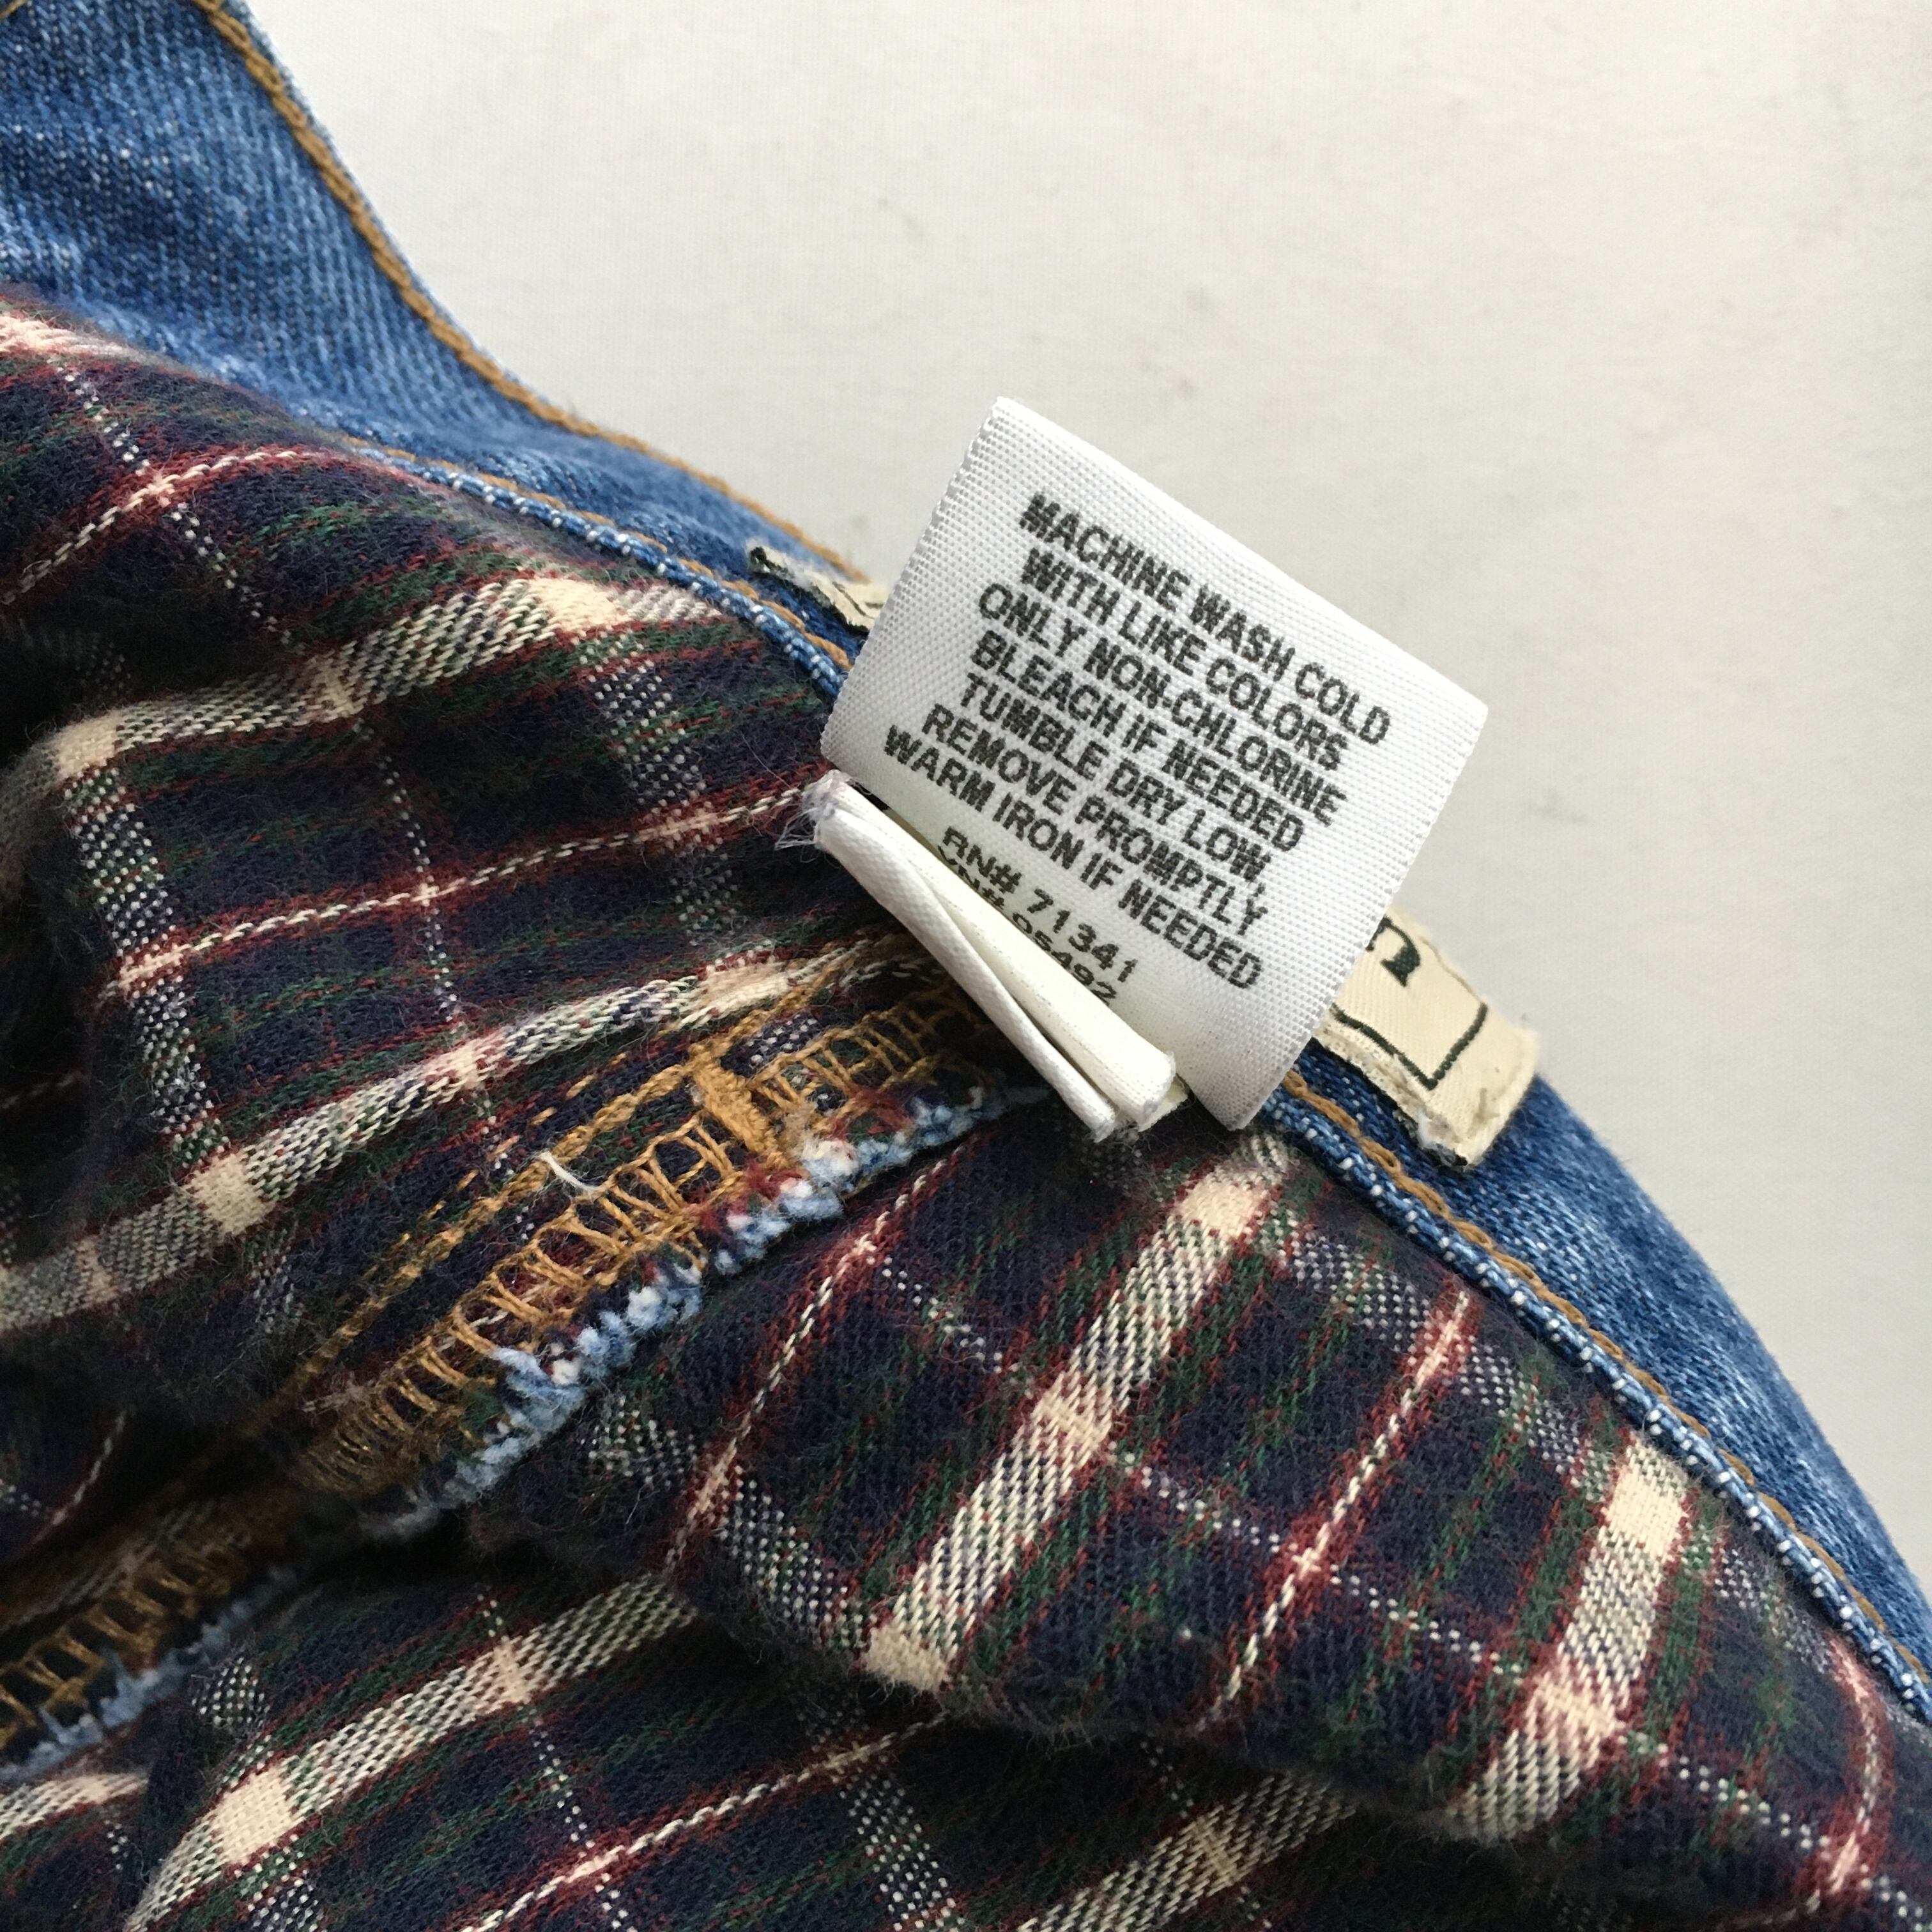 MACHINE WASH COLD
WITH LIKE COLORS
ONLY NON-CHLORINE
BLEACH IF NEEDED
TUMBLE DRY LOW,
REMOVE PROMPTLY
WARM IRON IF NEEDED
RN# 71341
05492